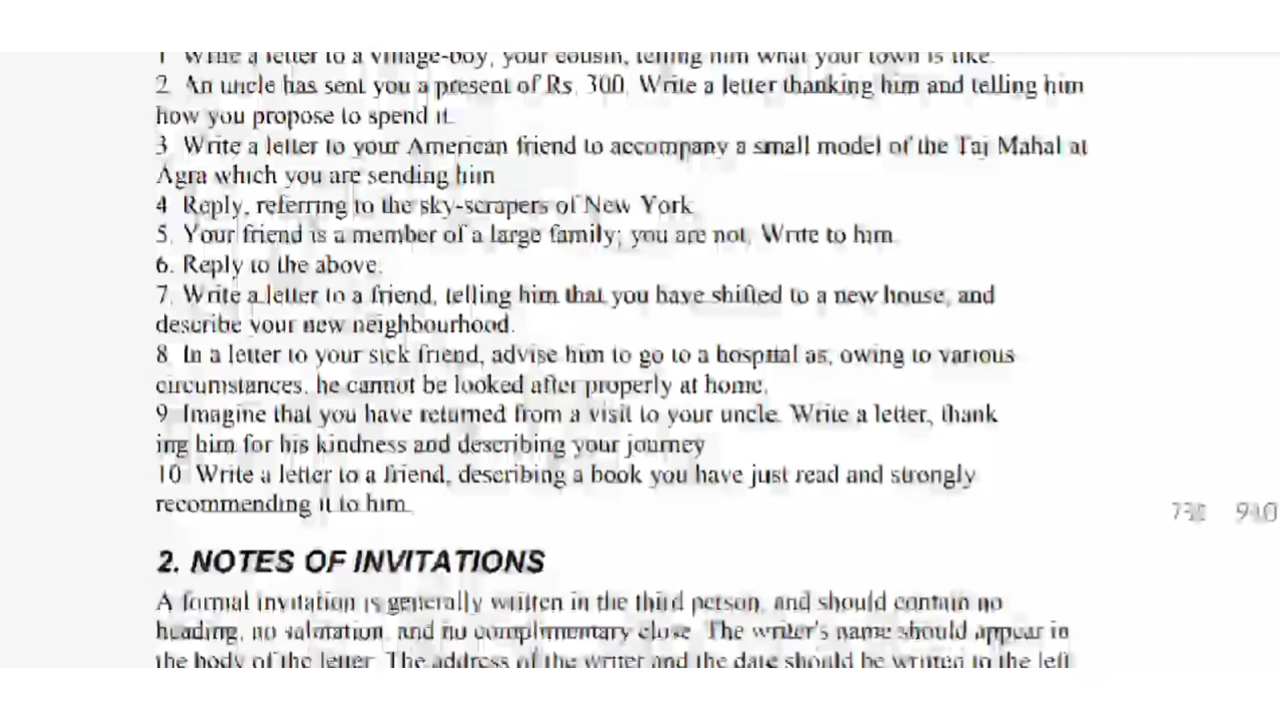 1 Write a letter to a village-boy, your cousin, telling him what your town is like.
2 An uncle has sent you a present of Rs. 300. Write a letter thanking him and telling him
how you propose to spend it.
3 Write a letter to your American friend to accompany a small model of the Taj Mahal at
Agra which you are sending him
4 Reply, referring to the sky-scrapers of New York
5. Your friend is a member of a large family; you are not. Write to him.
6. Reply to the above.
7. Write a letter to a friend, telling him that you have shifted to a new house, and
describe your new neighbourhood.
8 In a letter to your sick friend, advise him to go to a hospital as, owing to various
circumstances, he cannot be looked after properly at home.
9 Imagine that you have returned from a visit to your uncle. Write a letter, thank
ing him for his kindness and describing your journey
10 Write a letter to a friend, describing a book you have just read and strongly
recommending it to him.
2. NOTES OF INVITATIONS
A formal invitation is generally written in the third person, and should contain no
heading, no salutation, and no complimentary close. The writer's name should appear in
the body of the letter. The address of the writer and the date should be written to the left